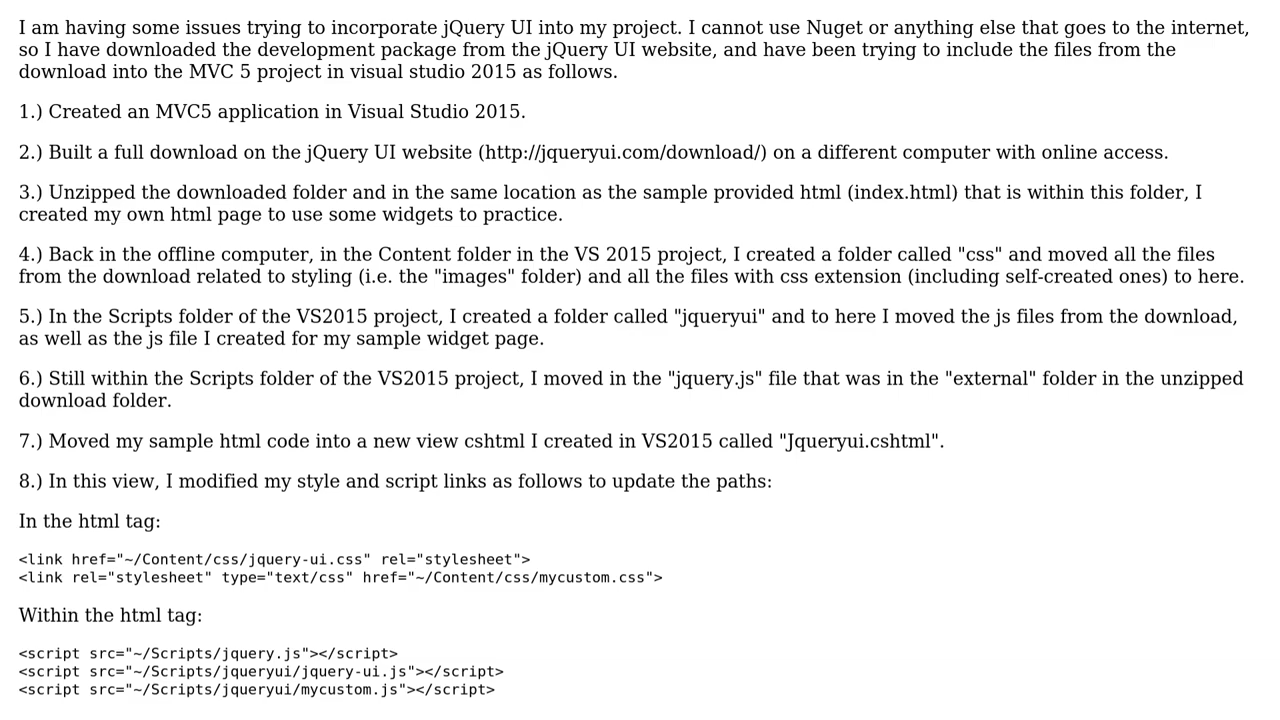 I am having some issues trying to incorporate jQuery UI into my project. I cannot use Nuget or anything else that goes to the internet,
so I have downloaded the development package from the jQuery UI website, and have been trying to include the files from the
download into the MVC 5 project in visual studio 2015 as follows.
1.) Created an MVC5 application in Visual Studio 2015.
2.) Built a full download on the jQuery UI website (http://jqueryui.com/download/) on a different computer with online access.
3.) Unzipped the downloaded folder and in the same location as the sample provided html (index.html) that is within this folder, I
created my own html page to use some widgets to practice.
4.) Back in the offline computer, in the Content folder in the VS 2015 project, I created a folder called "css" and moved all the files
from the download related to styling (i.e. the "images" folder) and all the files with css extension (including self-created ones) to here.
5.) In the Scripts folder of the VS2015 project, I created a folder called "jqueryui" and to here I moved the js files from the download,
as well as the js file I created for my sample widget page.
6.) Still within the Scripts folder of the VS2015 project, I moved in the "jquery.js" file that was in the "external" folder in the unzipped
download folder.
7.) Moved my sample html code into a new view cshtml I created in VS2015 called "Jqueryui.cshtml".
8.) In this view, I modified my style and script links as follows to update the paths:
In the html tag:
<link href="~/Content/css/jquery-ui.css" rel="stylesheet">
<link rel="stylesheet" type="text/css" href="~/Content/css/mycustom.css">
Within the html tag:
<script src="~/Scripts/jquery.js"></script>
<script src="~/Scripts/jqueryui/jquery-ui.js"></script>
<script src="~/Scripts/jqueryui/mycustom.js"></script>